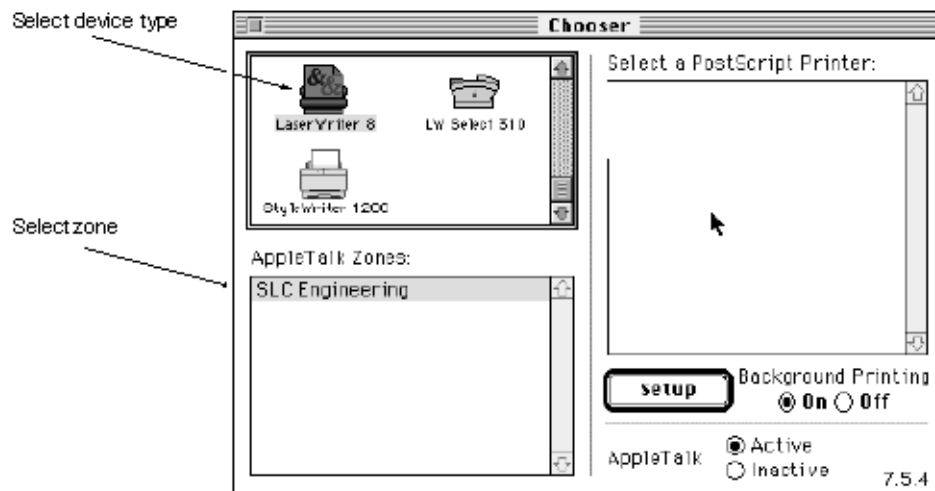 Select device type
Chooser
Select a PostScript Printer:
LaserWriter 8
LW Select 310
StyleWriter 1200
Select zone
AppleTalk Zones:
SLC Engineering
Setup
Background Printing
On Off
AppleTalk
Active
Inactive
7.5.4